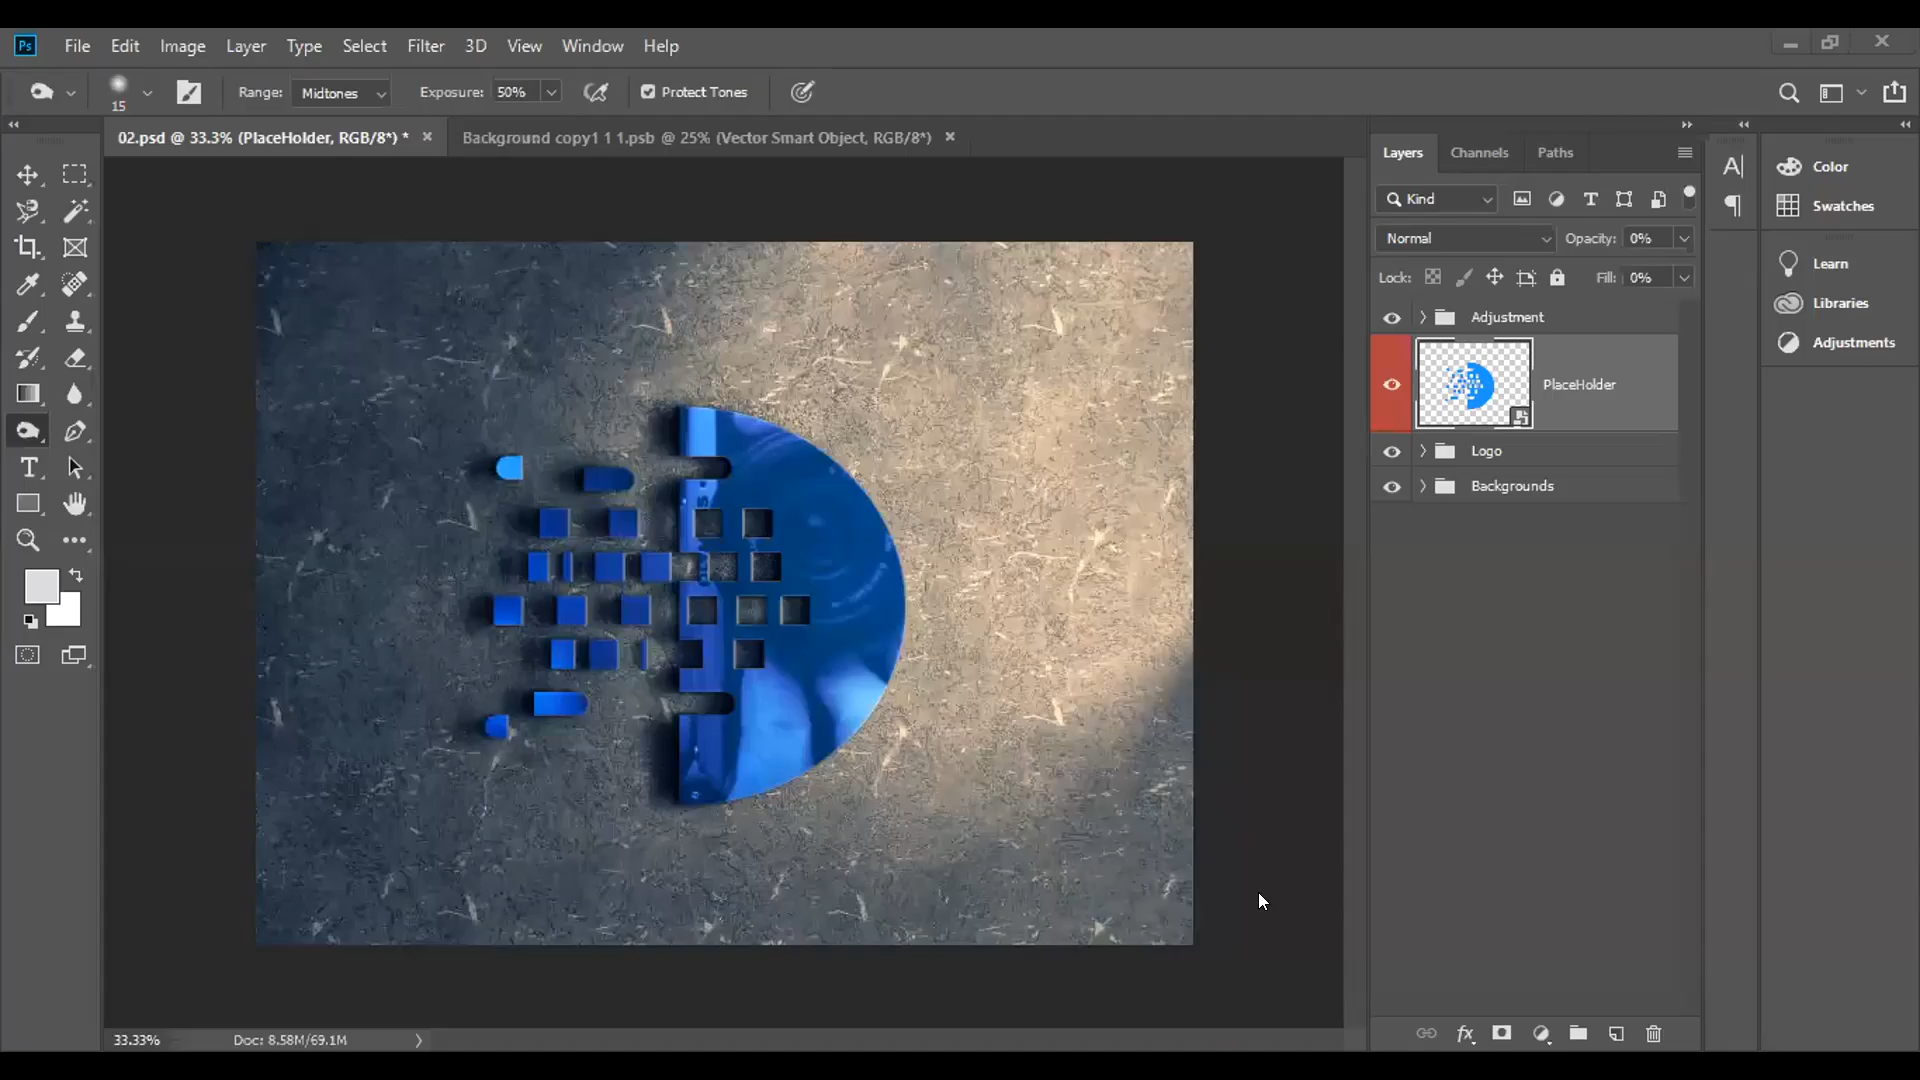 Ps File Edit Image Layer Type Select Filter 3D View Window Help
15 Range: Midtones Exposure: 50% Protect Tones
02.psd @ 33.3% (PlaceHolder, RGB/8*) * Background copy1 1 1.psb @ 25% (Vector Smart Object, RGB/8*)
Layers Channels Paths
Kind
Normal Opacity: 0%
Lock: Fill: 0%
Adjustment
PlaceHolder
Logo
Backgrounds
Color
Swatches
Learn
Libraries
Adjustments
33.33% Doc: 8.58M/69.1M